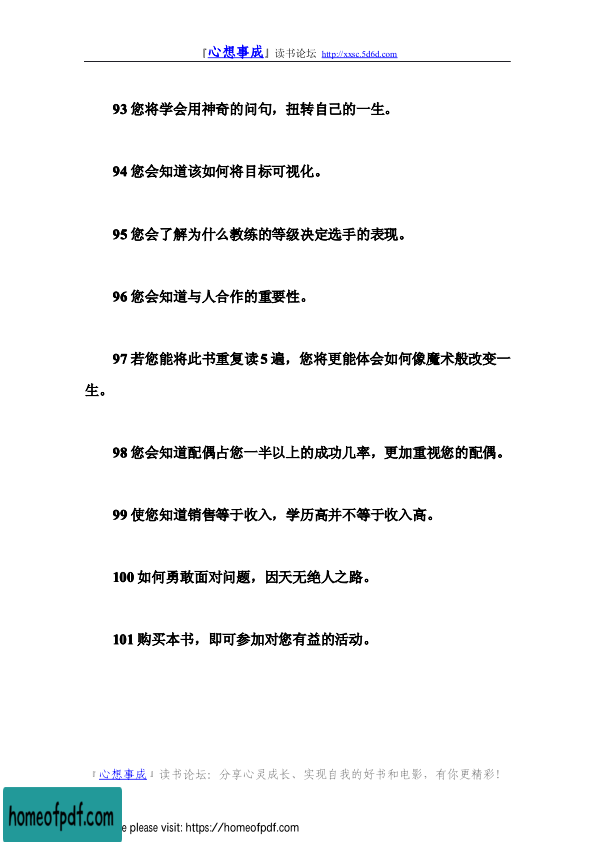 『心想事成』读书论坛 http://xxsc.5d6d.com
93 您将学会用神奇的问句，扭转自己的一生。
94 您会知道该如何将目标可视化。
95 您会了解为什么教练的等级决定选手的表现。
96 您会知道与人合作的重要性。
97 若您能将此书重复读 5 遍，您将更能体会如何像魔术般改变一
生。
98 您会知道配偶占您一半以上的成功几率，更加重视您的配偶。
99 使您知道销售等于收入，学历高并不等于收入高。
100 如何勇敢面对问题，因天无绝人之路。
101 购买本书，即可参加对您有益的活动。
『心想事成』读书论坛：分享心灵成长、实现自我的好书和电影，有你更精彩！
homeofpdf.com
please visit: https://homeofpdf.com